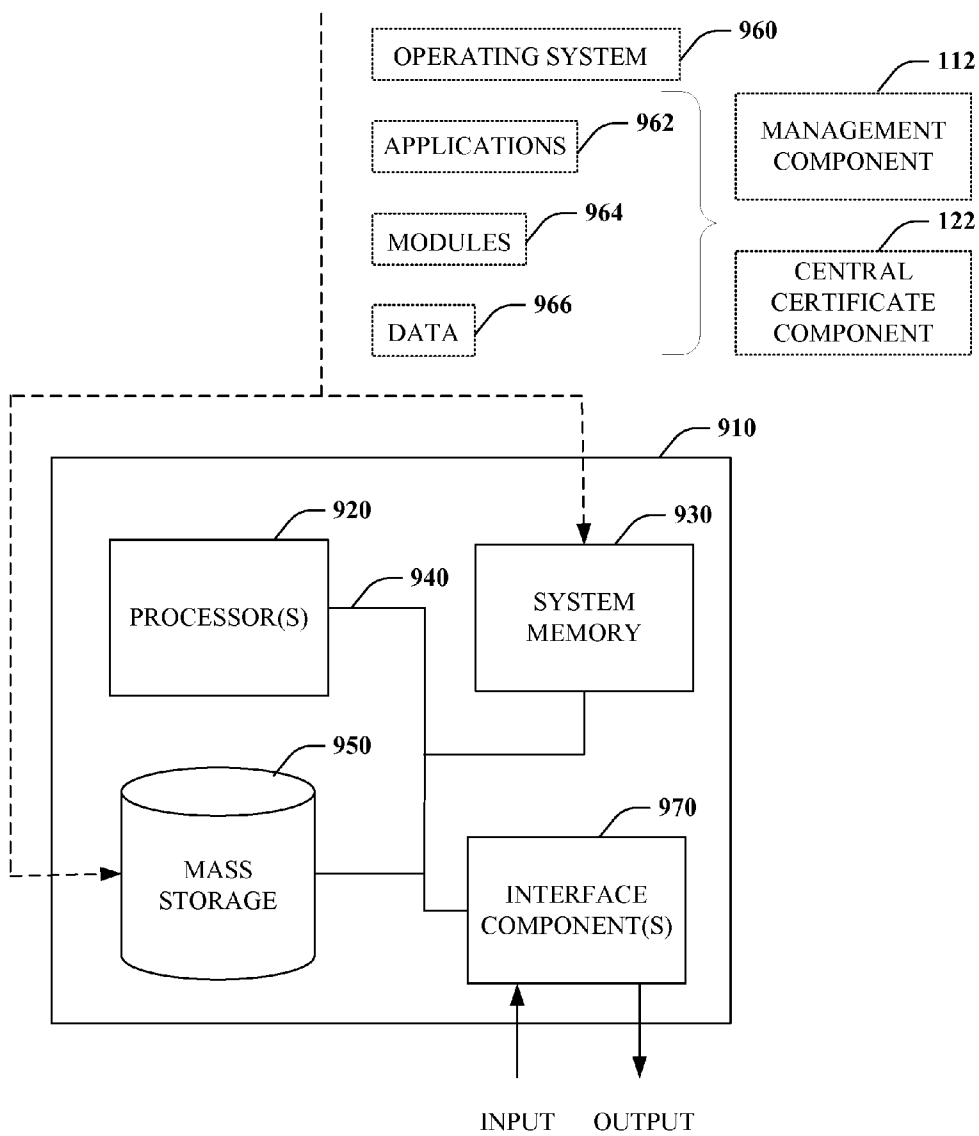 OPERATING SYSTEM
960
APPLICATIONS
962
MODULES
964
DATA
966
112
MANAGEMENT
COMPONENT
122
CENTRAL
CERTIFICATE
COMPONENT
910
920
PROCESSOR(S)
940
930
SYSTEM
MEMORY
950
MASS
STORAGE
970
INTERFACE
COMPONENT(S)
INPUT
OUTPUT